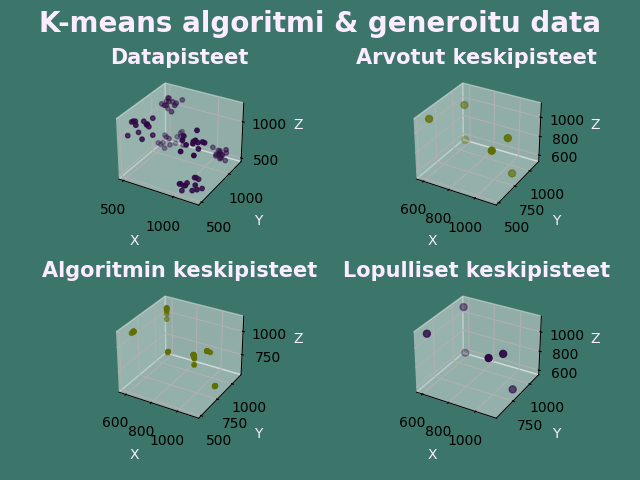 K-means algoritmi & generoitu data
Datapisteet
Arvotut keskipisteet
1000
Z
500
1000
500
1000
Y
500
X
1000
Z
800
600
1000
600
750
800
1000
500
Y
X
Algoritmin keskipisteet
Lopulliset keskipisteet
1000
Z
750
1000
600
750
800
1000
500
Y
X
1000
Z
800
600
1000
600
750
800
1000
Y
X